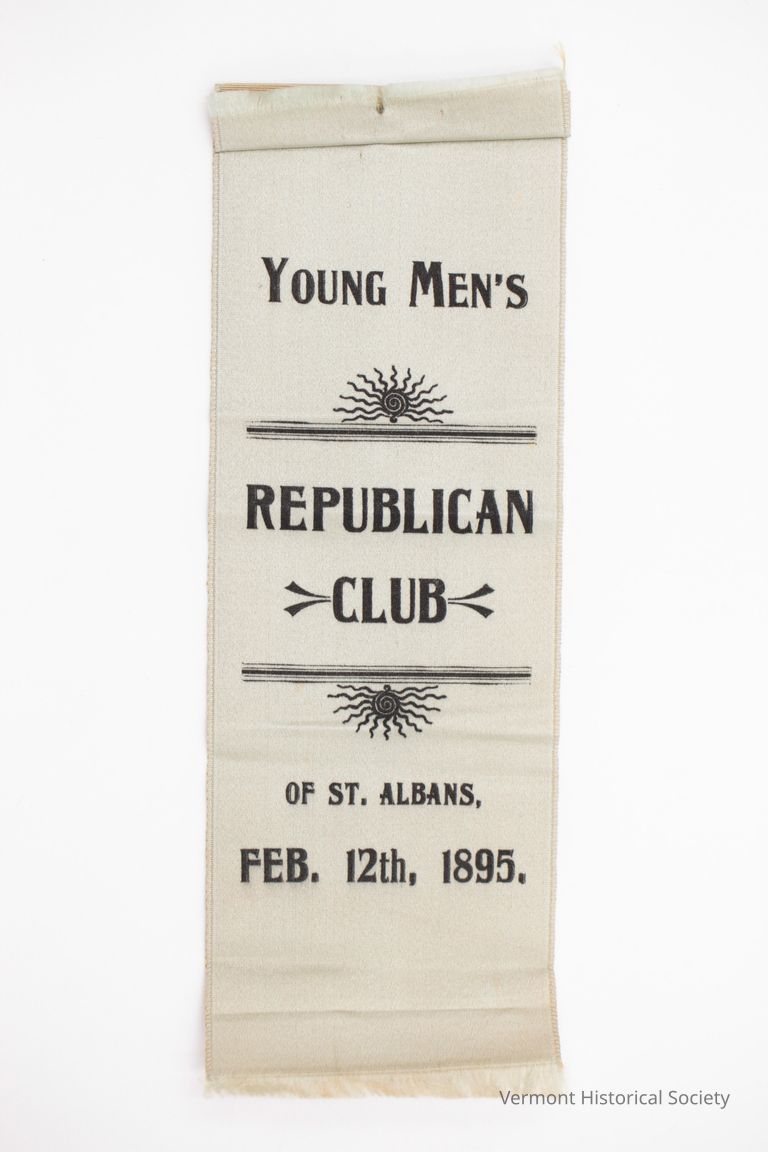 Young Men's
REPUBLICAN
CLUB
OF ST. ALBANS,
FEB. 12th, 1895.
Vermont Historical Society